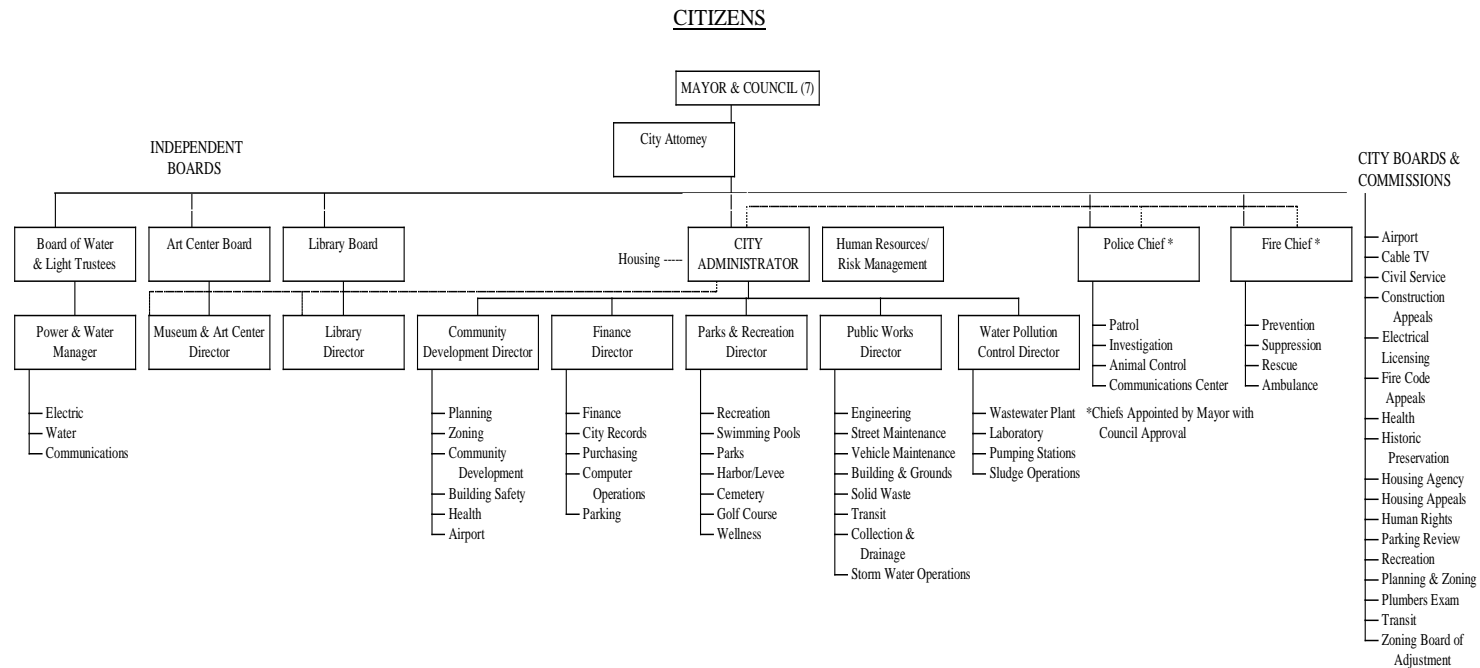 CITIZENS
MAYOR & COUNCIL (7)
City Attorney
INDEPENDENT
BOARDS
CITY BOARDS &
COMMISSIONS
Board of Water
& Light Trustees
Art Center Board
Library Board
Housing -----
CITY
ADMINISTRATOR
Human Resources/
Risk Management
Police Chief *
Fire Chief *
Power & Water
Manager
Museum & Art Center
Director
Library
Director
Community
Development Director
Finance
Director
Parks & Recreation
Director
Public Works
Director
Water Pollution
Control Director
Patrol
Investigation
Animal Control
Communications Center
Prevention
Suppression
Rescue
Ambulance
*Chiefs Appointed by Mayor with
Council Approval
Electric
Water
Communications
Planning
Zoning
Community
Development
Building Safety
Health
Airport
Finance
City Records
Purchasing
Computer
Operations
Parking
Recreation
Swimming Pools
Parks
Harbor/Levee
Cemetery
Golf Course
Wellness
Engineering
Street Maintenance
Vehicle Maintenance
Building & Grounds
Solid Waste
Transit
Collection &
Drainage
Storm Water Operations
Wastewater Plant
Laboratory
Pumping Stations
Sludge Operations
Airport
Cable TV
Civil Service
Construction
Appeals
Electrical
Licensing
Fire Code
Appeals
Health
Historic
Preservation
Housing Agency
Housing Appeals
Human Rights
Parking Review
Recreation
Planning & Zoning
Plumbers Exam
Transit
Zoning Board of
Adjustment